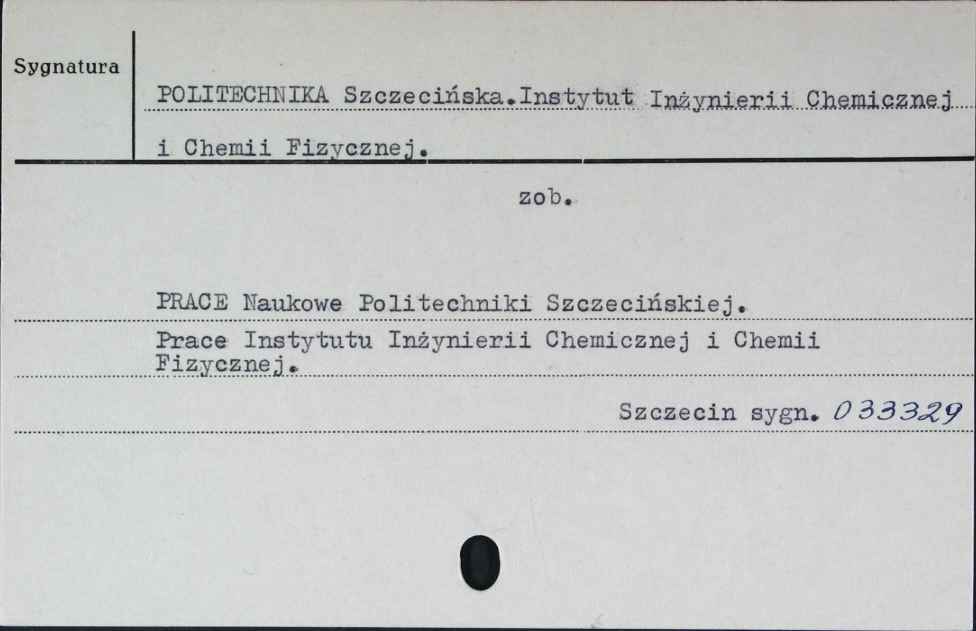 Sygnatura
POLITECHNIKA Szczecińska.Instytut Inżynierii Chemicznej
i Chemii Fizycznej.
zob.
PRACE Naukowe Politechniki Szczecińskiej.
Prace Instytutu Inżynierii Chemicznej i Chemii
Fizycznej.
Szczecin sygn. 033329